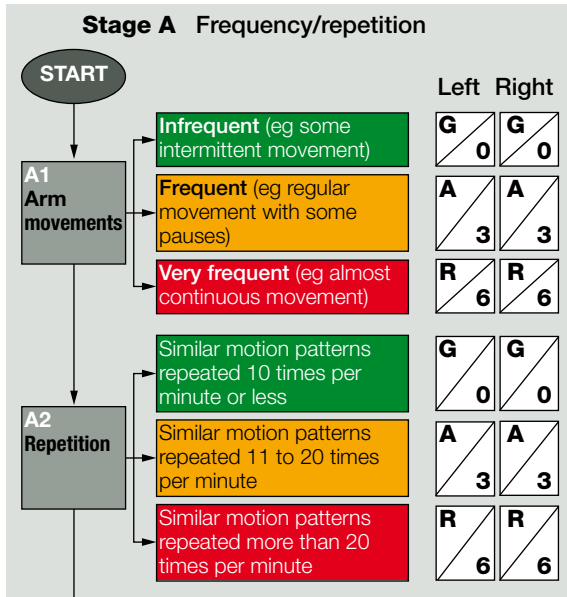 Stage A Frequency/repetition
START
Left Right
A1
Arm
movements
Infrequent (eg some
intermittent movement)
G 0 G 0
Frequent (eg regular
movement with some
pauses)
A 3 A 3
Very frequent (eg almost
continuous movement)
R 6 R 6
A2
Repetition
Similar motion patterns
repeated 10 times per
minute or less
G 0 G 0
Similar motion patterns
repeated 11 to 20 times
per minute
A 3 A 3
Similar motion patterns
repeated more than 20
times per minute
R 6 R 6